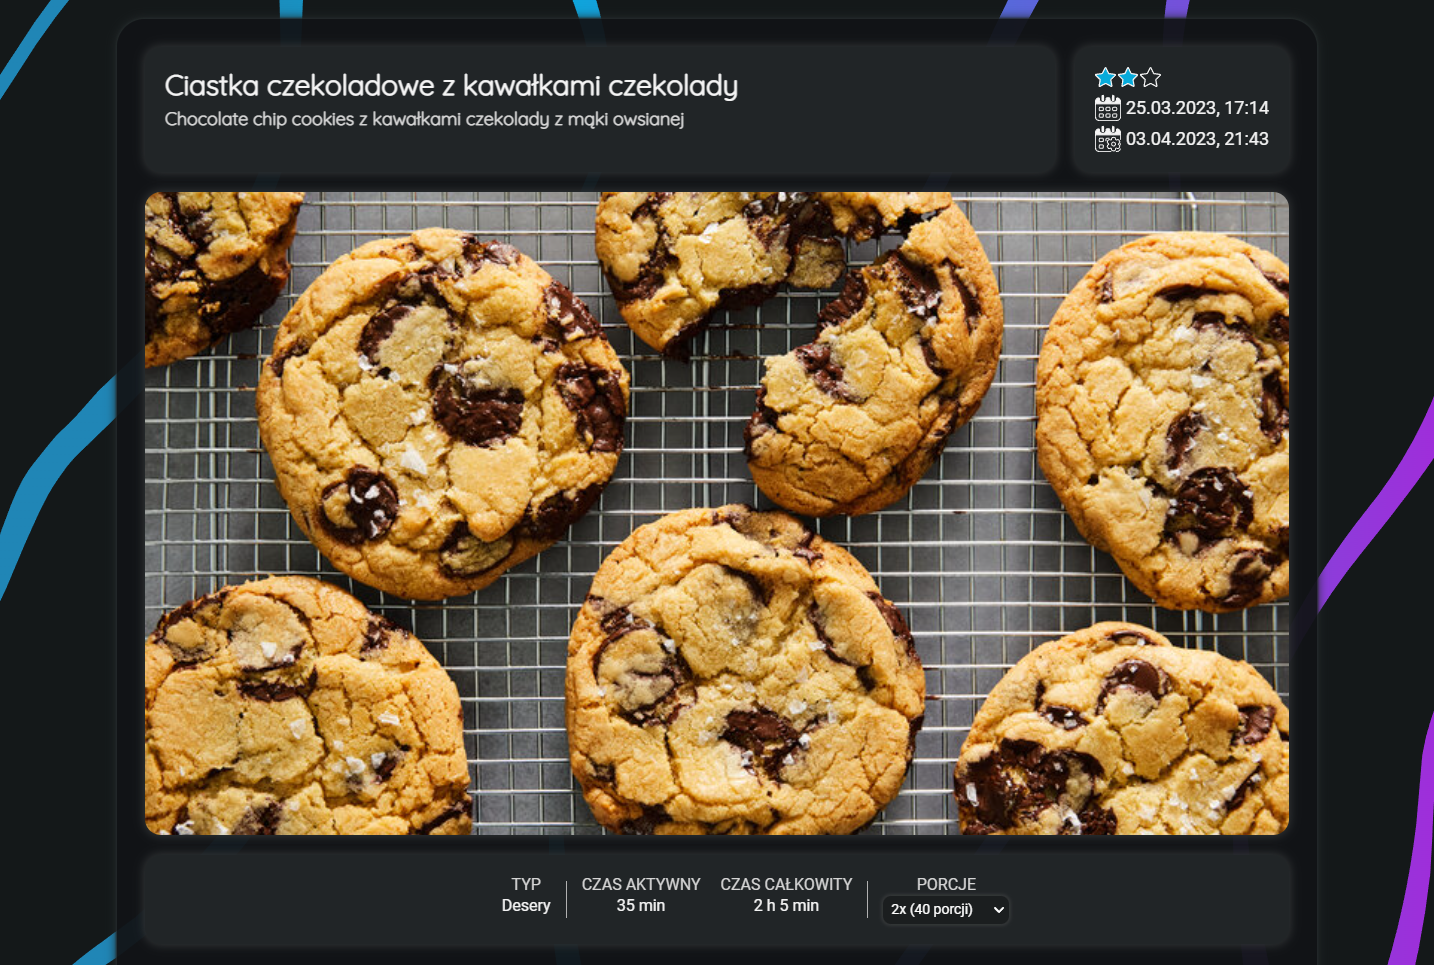 Ciastka czekoladowe z kawałkami czekolady
Chocolate chip cookies z kawałkami czekolady z mąki owsianej
25.03.2023, 17:14
03.04.2023, 21:43
TYP
Desery
CZAS AKTYWNY
35 min
CZAS CAŁKOWITY
2 h 5 min
PORCJE
2x (40 porcji)